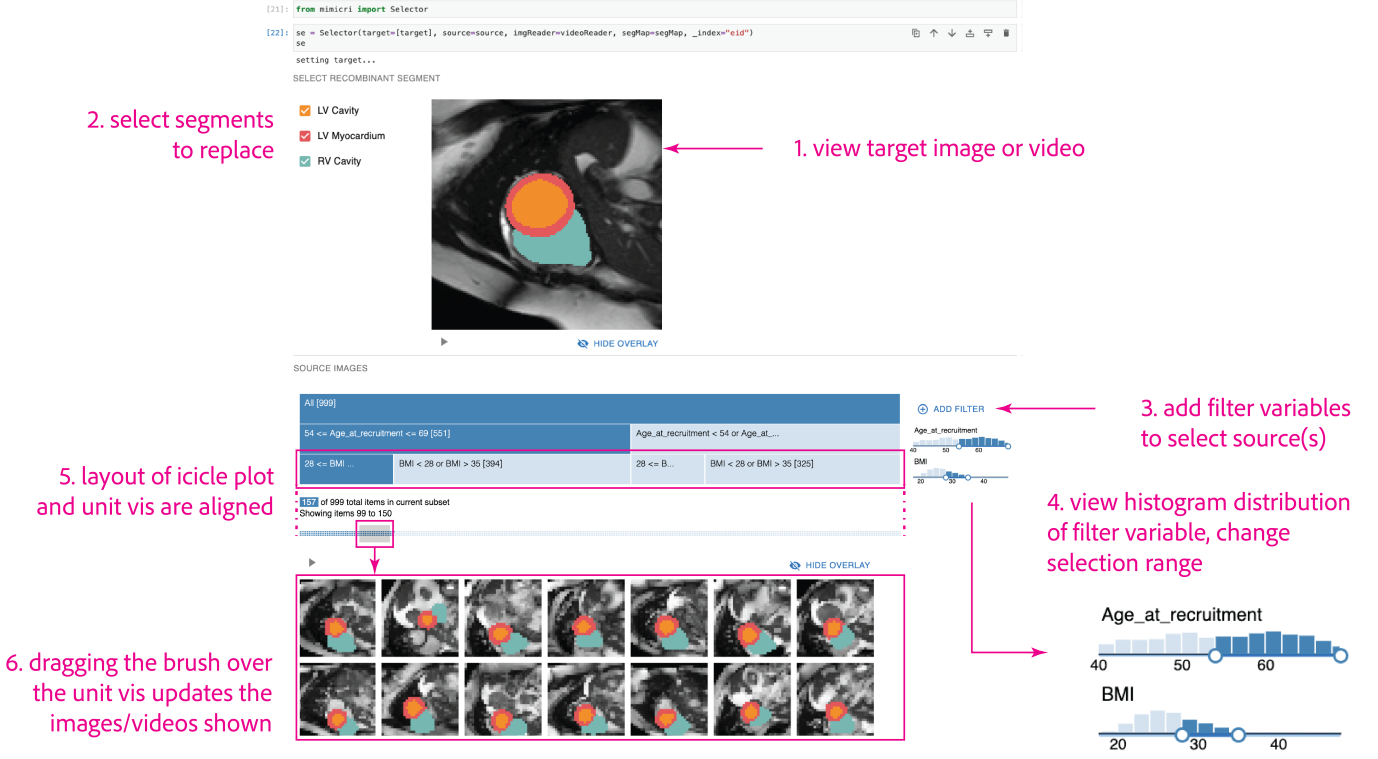 [21]: from mimicri import Selector
[22]: se = Selector(target=[target], source=source, imgReader=videoReader, segMap=segMap, _index="eid")
se
setting target...
SELECT RECOMBINANT SEGMENT
LV Cavity
LV Myocardium
RV Cavity
2. select segments
to replace
1. view target image or video
HIDE OVERLAY
SOURCE IMAGES
All [999]
54 <= Age_at_recruitment <= 69 [551]
Age_at_recruitment < 54 or Age_at_...
28 <= BMI ...
BMI < 28 or BMI > 35 [394]
28 <= B...
BMI < 28 or BMI > 35 [325]
ADD FILTER
Age_at_recruitment
40 50 60
BMI
20 30 40
3. add filter variables
to select source(s)
5. layout of icicle plot
and unit vis are aligned
157 of 999 total items in current subset
Showing items 99 to 150
4. view histogram distribution
of filter variable, change
selection range
HIDE OVERLAY
6. dragging the brush over
the unit vis updates the
images/videos shown
Age_at_recruitment
40 50 60
BMI
20 30 40